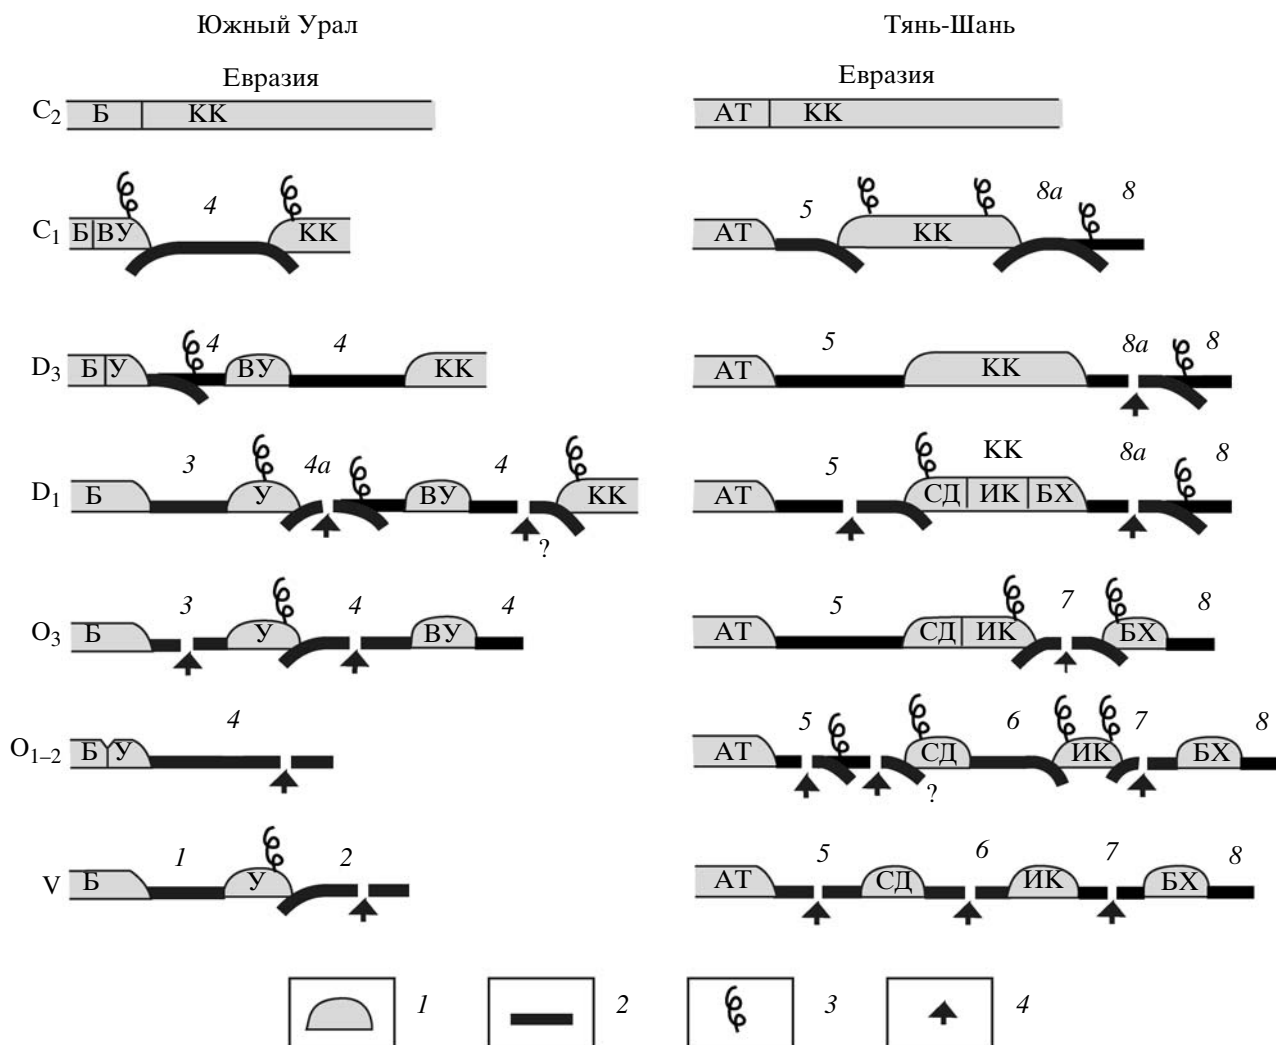 Южный Урал
Тянь-Шань
Евразия
Евразия
C2 Б КК
АТ КК
C1 Б ВУ 4 КК
АТ 5 КК 8а 8
D3 Б У 4 ВУ 4 КК
АТ 5 КК 8а 8
D1 Б 3 У 4а ВУ 4 ? КК
АТ 5 КК СД ИК БХ 8а 8
O3 Б 3 У 4 ВУ 4
АТ 5 СД ИК 7 БХ 8
O1–2 Б У 4
АТ 5 СД ? 6 ИК 7 БХ 8
V Б 1 У 2
АТ 5 СД 6 ИК 7 БХ 8
1 2 3 4